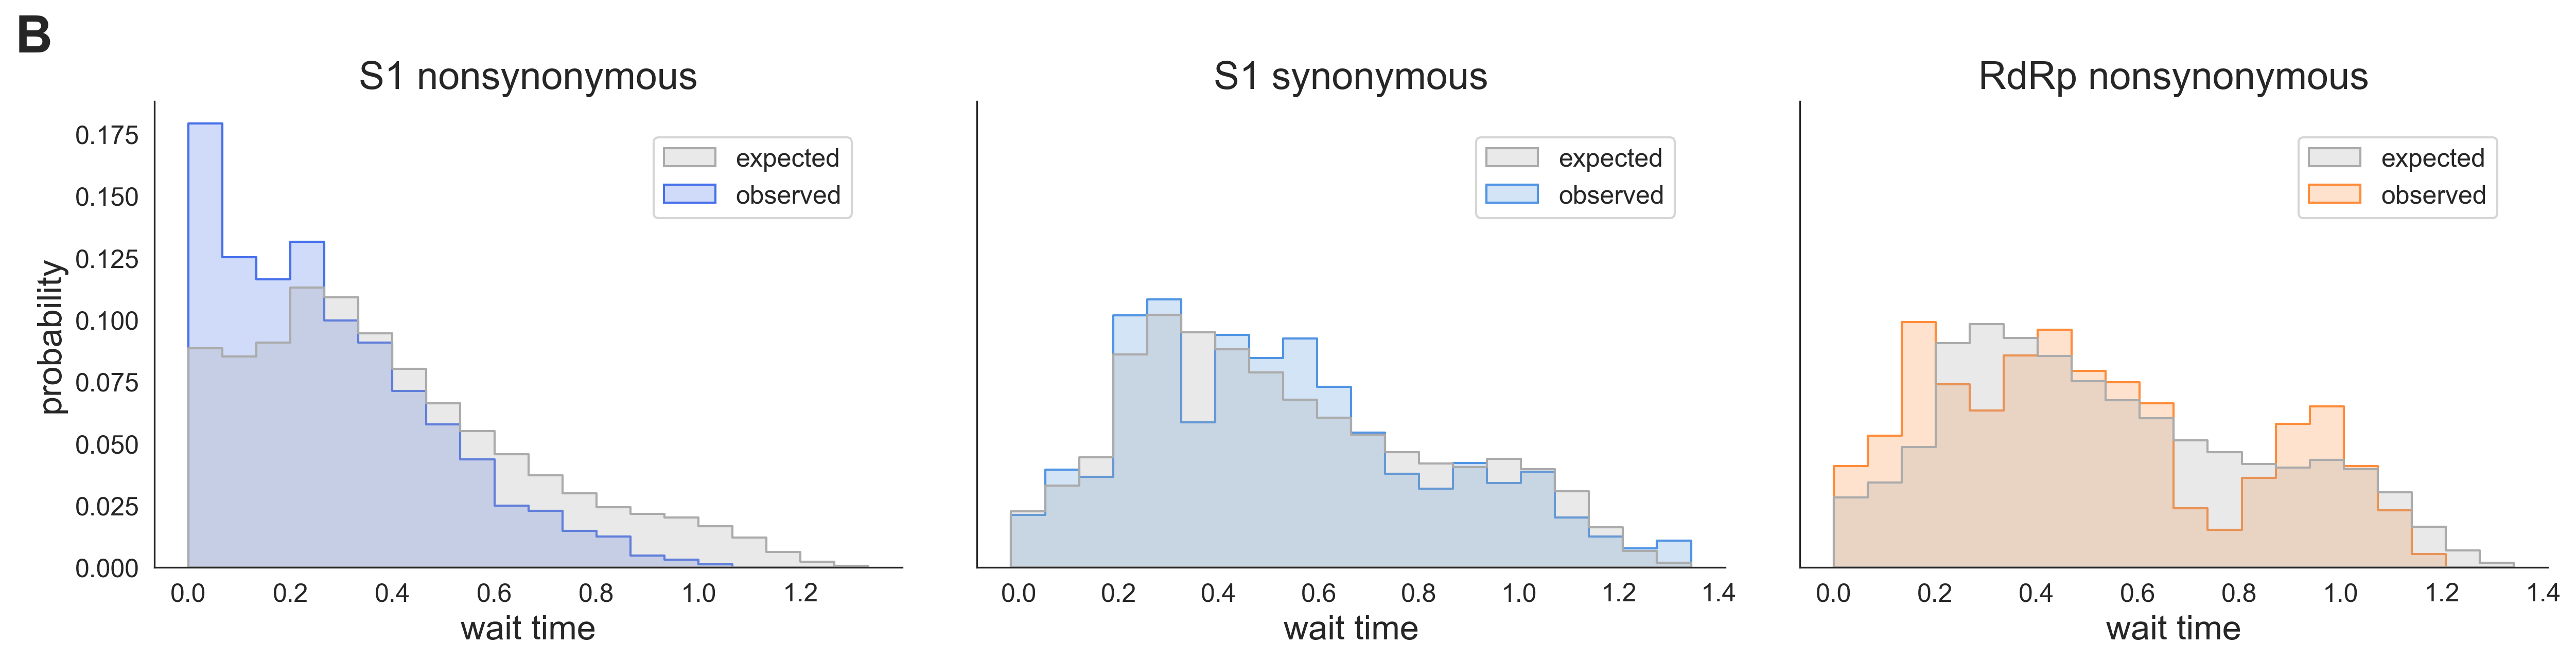 B
S1 nonsynonymous
S1 synonymous
RdRp nonsynonymous
probability
0.175
0.150
0.125
0.100
0.075
0.050
0.025
0.000
expected
observed
expected
observed
expected
observed
0.0 0.2 0.4 0.6 0.8 1.0 1.2
0.0 0.2 0.4 0.6 0.8 1.0 1.2 1.4
0.0 0.2 0.4 0.6 0.8 1.0 1.2 1.4
wait time
wait time
wait time